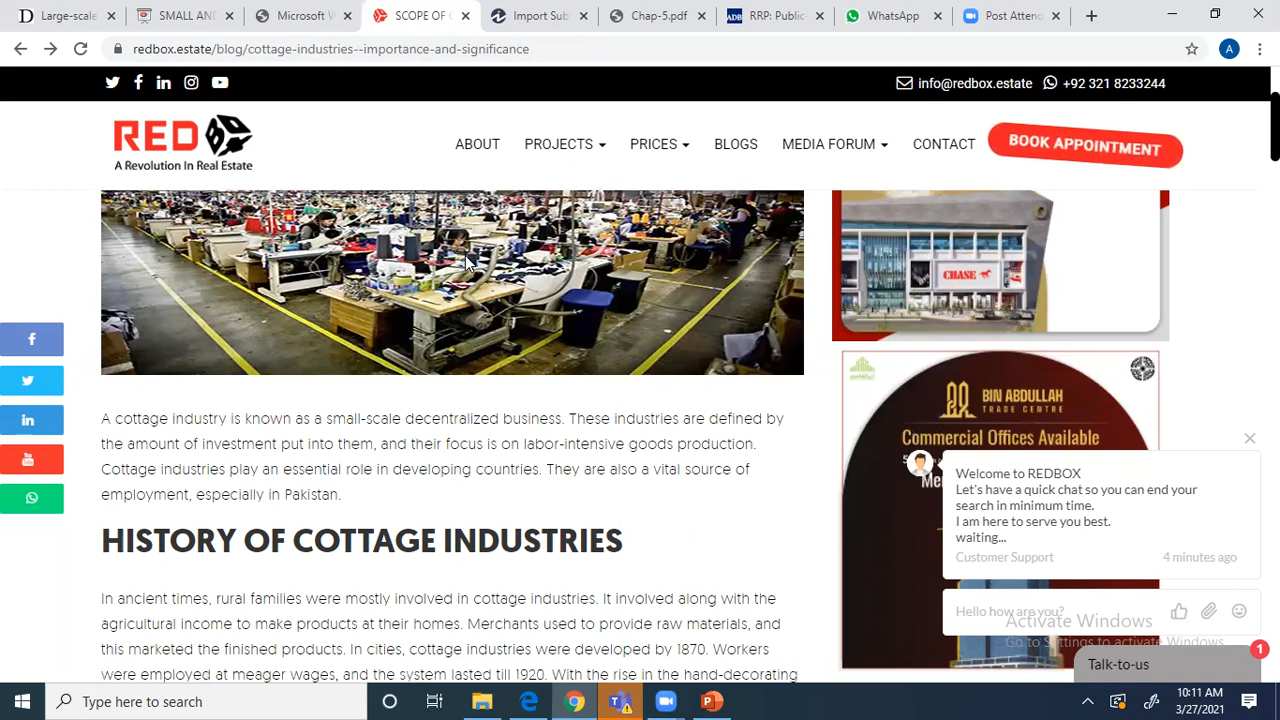 Large-scale
SMALL AND
Microsoft W
SCOPE OF C
Import Sub
Chap-5.pdf
ADB
RRP: Public
WhatsApp
Post Attend
redbox.estate/blog/cottage-industries--importance-and-significance
A
info@redbox.estate
+92 321 8233244
RED
A Revolution In Real Estate
ABOUT
PROJECTS
PRICES
BLOGS
MEDIA FORUM
CONTACT
BOOK APPOINTMENT
CHASE
A cottage industry is known as a small-scale decentralized business. These industries are defined by
the amount of investment put into them, and their focus is on labor-intensive goods production.
Cottage industries play an essential role in developing countries. They are also a vital source of
employment, especially in Pakistan.
HISTORY OF COTTAGE INDUSTRIES
In ancient times, rural families were mostly involved in cottage industries. It involved along with the
agricultural income to make products at their homes. Merchants used to provide raw materials, and
this marketed the finished product in cities, cottage industries were developed by 1870. Workers
were employed at meager wages, and the system lasted till 1920. With the rise in the hand-decorating
BIN ABDULLAH
TRADE CENTRE
Commercial Offices Available
Welcome to REDBOX
Let's have a quick chat so you can end your
search in minimum time.
I am here to serve you best.
waiting...
Customer Support
4 minutes ago
Hello how are you?
Activate Windows
Go to Settings to activate Windows.
Talk-to-us
1
Type here to search
10:11 AM
3/27/2021